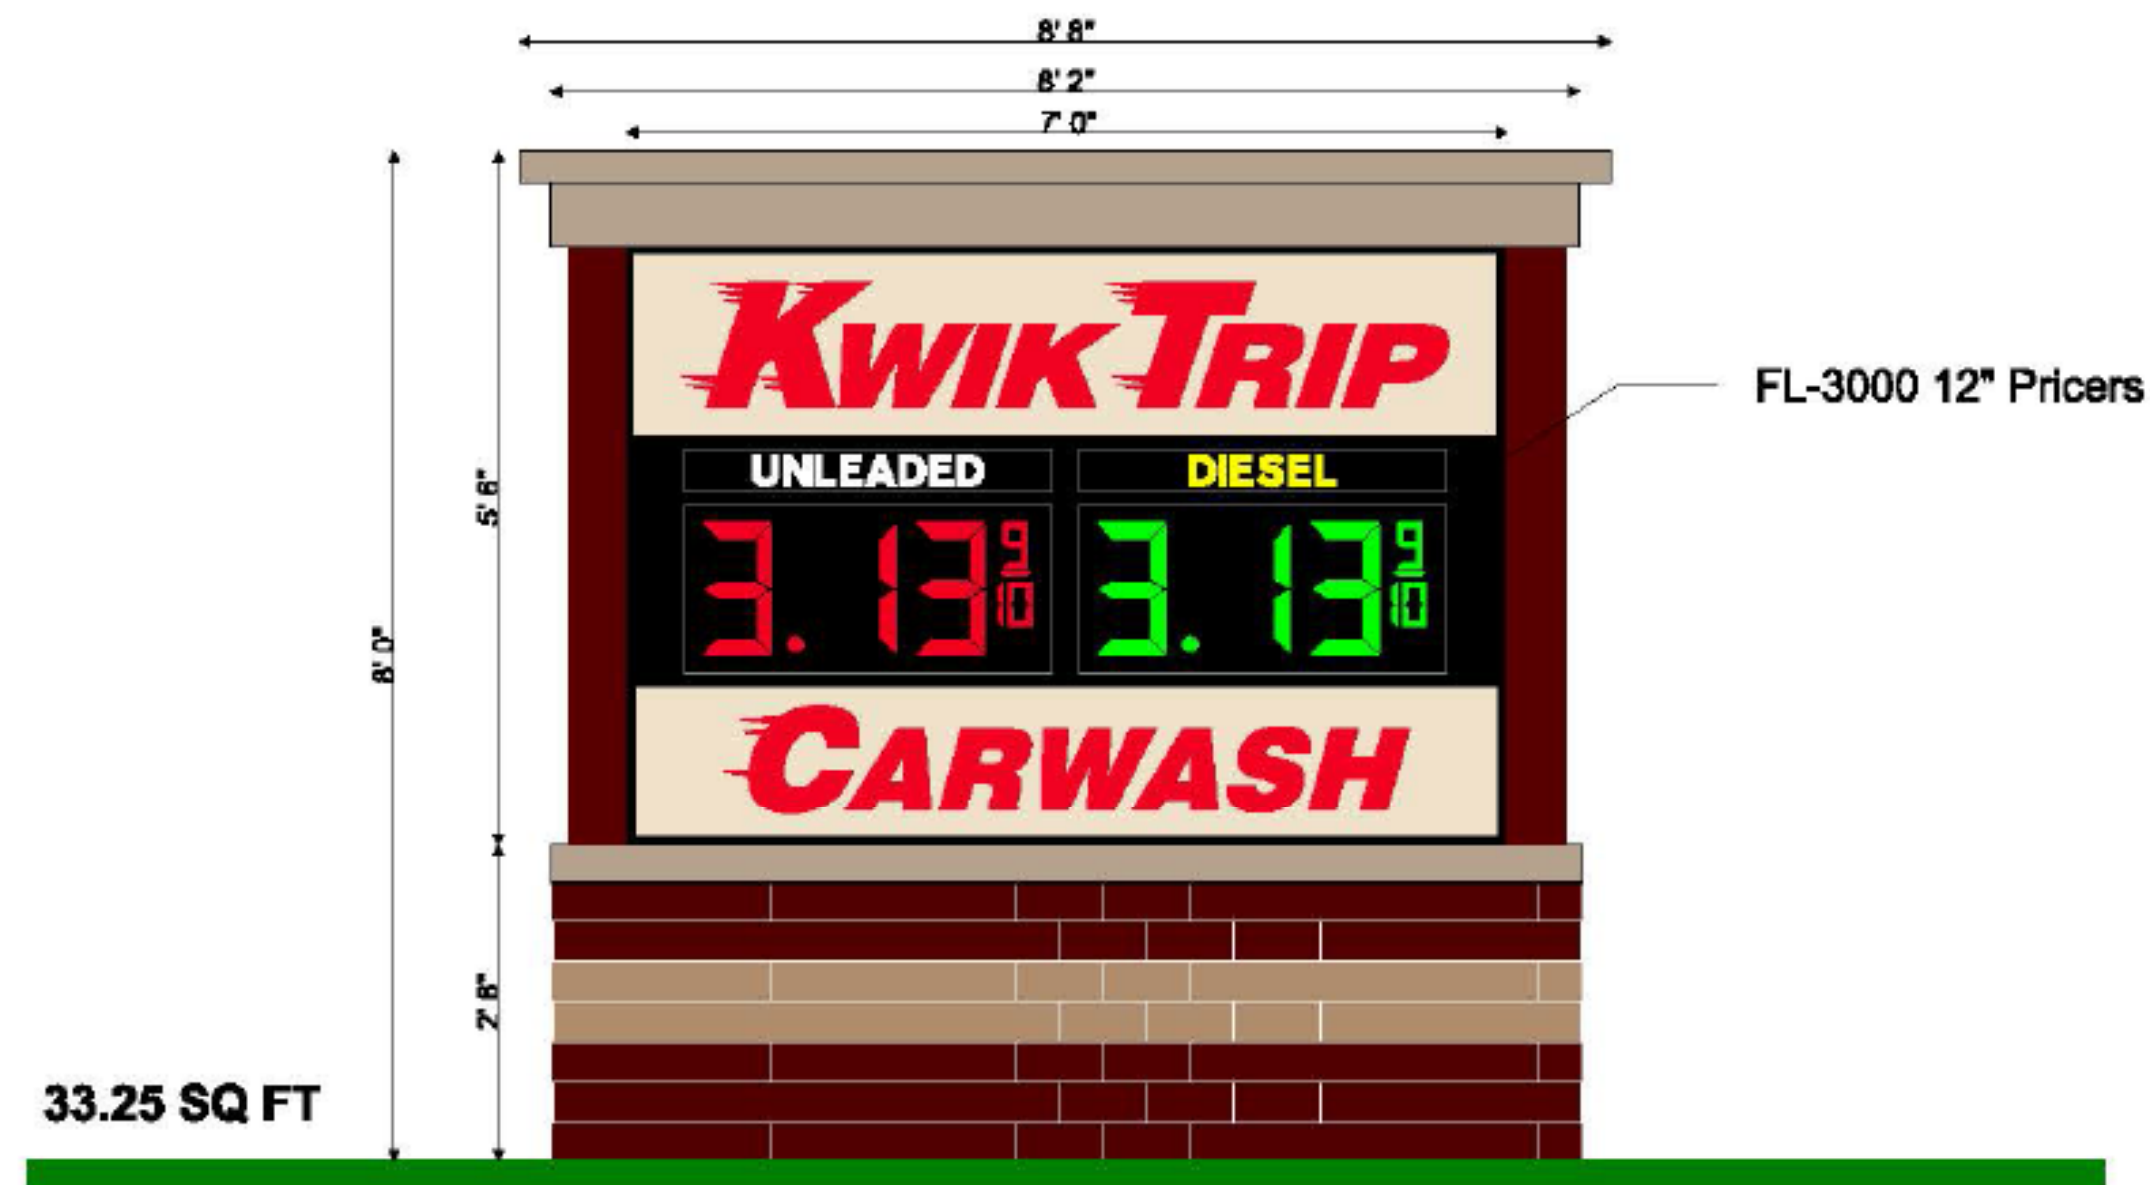 8' 8"
8' 2"
7' 0"
KWIK TRIP
FL-3000 12" Pricers
UNLEADED DIESEL
5' 6"
3.13 9/10 3.13 9/10
8' 0"
CARWASH
2' 6"
33.25 SQ FT